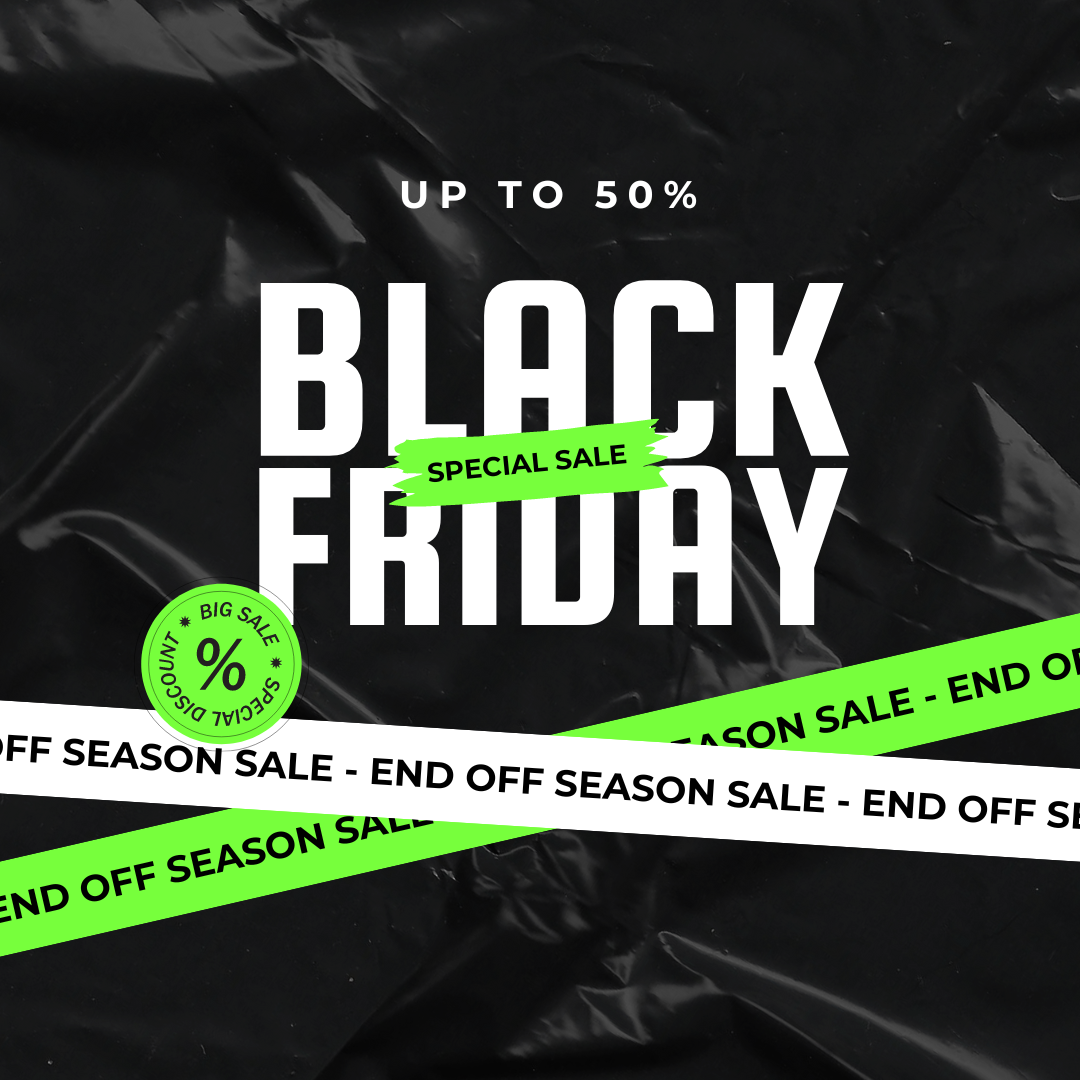 UP TO 50%
BLACK
SPECIAL SALE
FRIDAY
BIG SALE
SPECIAL DISCOUNT
%
SEASON SALE - END OF
OFF SEASON SALE - END OFF SEASON SALE - END OFF SE
END OFF SEASON SALE